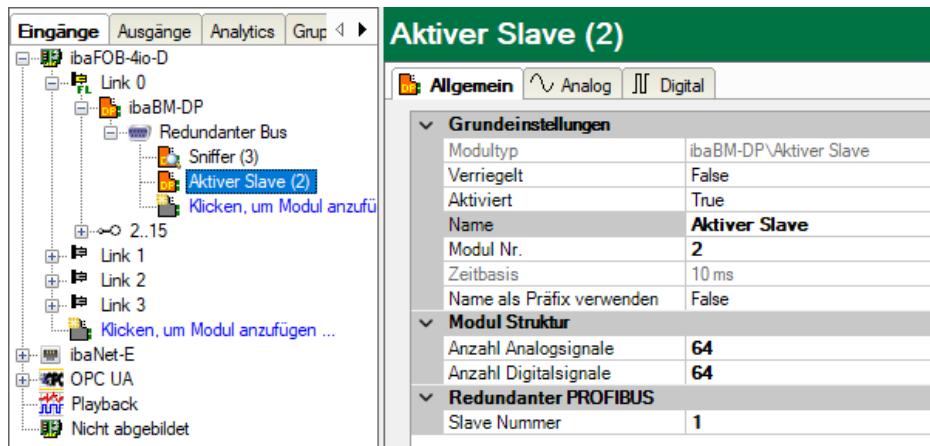 Eingänge Ausgänge Analytics Grup
ibaFOB-4io-D
Link 0
ibaBM-DP
Redundanter Bus
Sniffer (3)
Aktiver Slave (2)
Klicken, um Modul anzufü
2..15
Link 1
Link 2
Link 3
Klicken, um Modul anzufügen ...
ibaNet-E
OPC UA
Playback
Nicht abgebildet
Aktiver Slave (2)
Allgemein Analog Digital
Grundeinstellungen
Modultyp ibaBM-DP\Aktiver Slave
Verriegelt False
Aktiviert True
Name Aktiver Slave
Modul Nr. 2
Zeitbasis 10 ms
Name als Präfix verwenden False
Modul Struktur
Anzahl Analogsignale 64
Anzahl Digitalsignale 64
Redundanter PROFIBUS
Slave Nummer 1